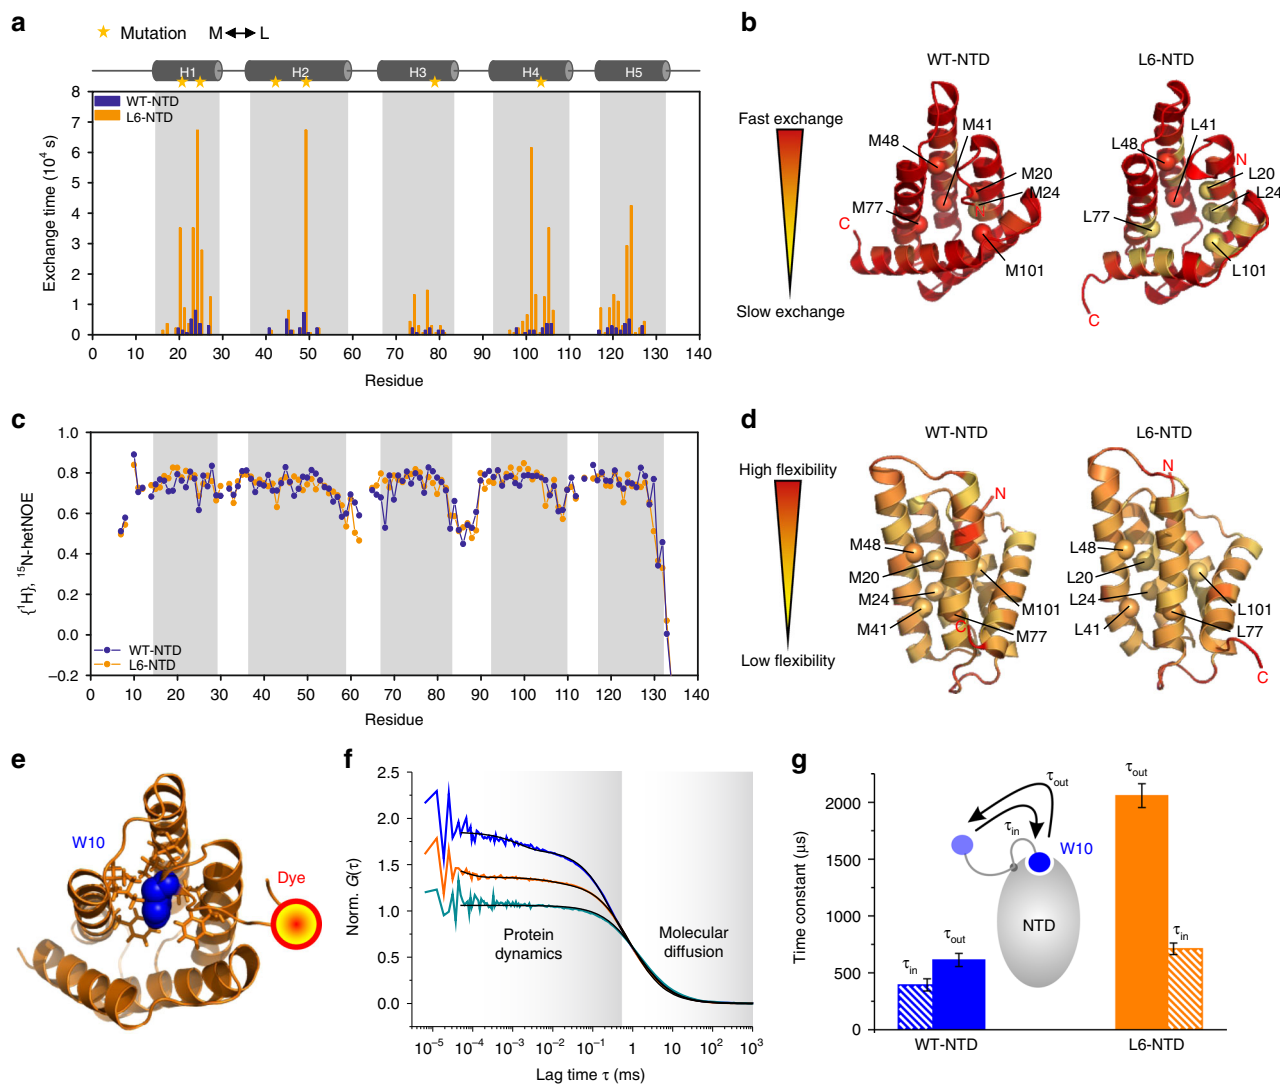 a
Mutation M L
H1 H2 H3 H4 H5
WT-NTD
L6-NTD
8
7
6
5
4
3
2
1
0
Exchange time (10⁴ s)
0 10 20 30 40 50 60 70 80 90 100 110 120 130 140
Residue
b
WT-NTD L6-NTD
Fast exchange
Slow exchange
M48 M41 M20 M24 M77 M101 C
L48 L41 N L20 L24 L77 L101 C
c
1.0
0.8
0.6
0.4
0.2
0.0
–0.2
{¹H}, ¹⁵N-hetNOE
WT-NTD
L6-NTD
0 10 20 30 40 50 60 70 80 90 100 110 120 130 140
Residue
d
WT-NTD L6-NTD
High flexibility
Low flexibility
N M48 M20 M24 M41 M101 M77 C
N L48 L20 L24 L41 L101 L77 C
e
W10
Dye
f
2.5
2.0
1.5
1.0
0.5
0.0
Norm. G(τ)
Protein
dynamics
Molecular
diffusion
10⁻⁵ 10⁻⁴ 10⁻³ 10⁻² 10⁻¹ 1 10 10² 10³
Lag time τ (ms)
g
2000
1500
1000
500
0
Time constant (µs)
τin τout
τout
τin
W10
NTD
τout
τin
WT-NTD L6-NTD